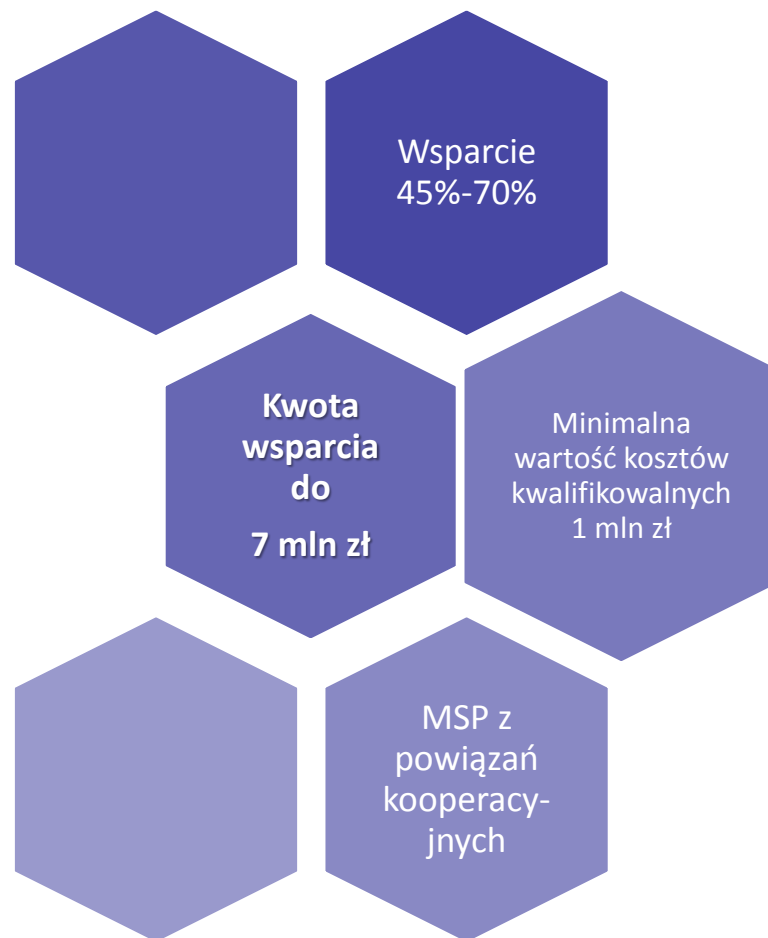 Wsparcie
45%-70%
Kwota
wsparcia
do
7 mln zł
Minimalna
wartość kosztów
kwalifikowalnych
1 mln zł
MSP z
powiązań
kooperacy-
jnych